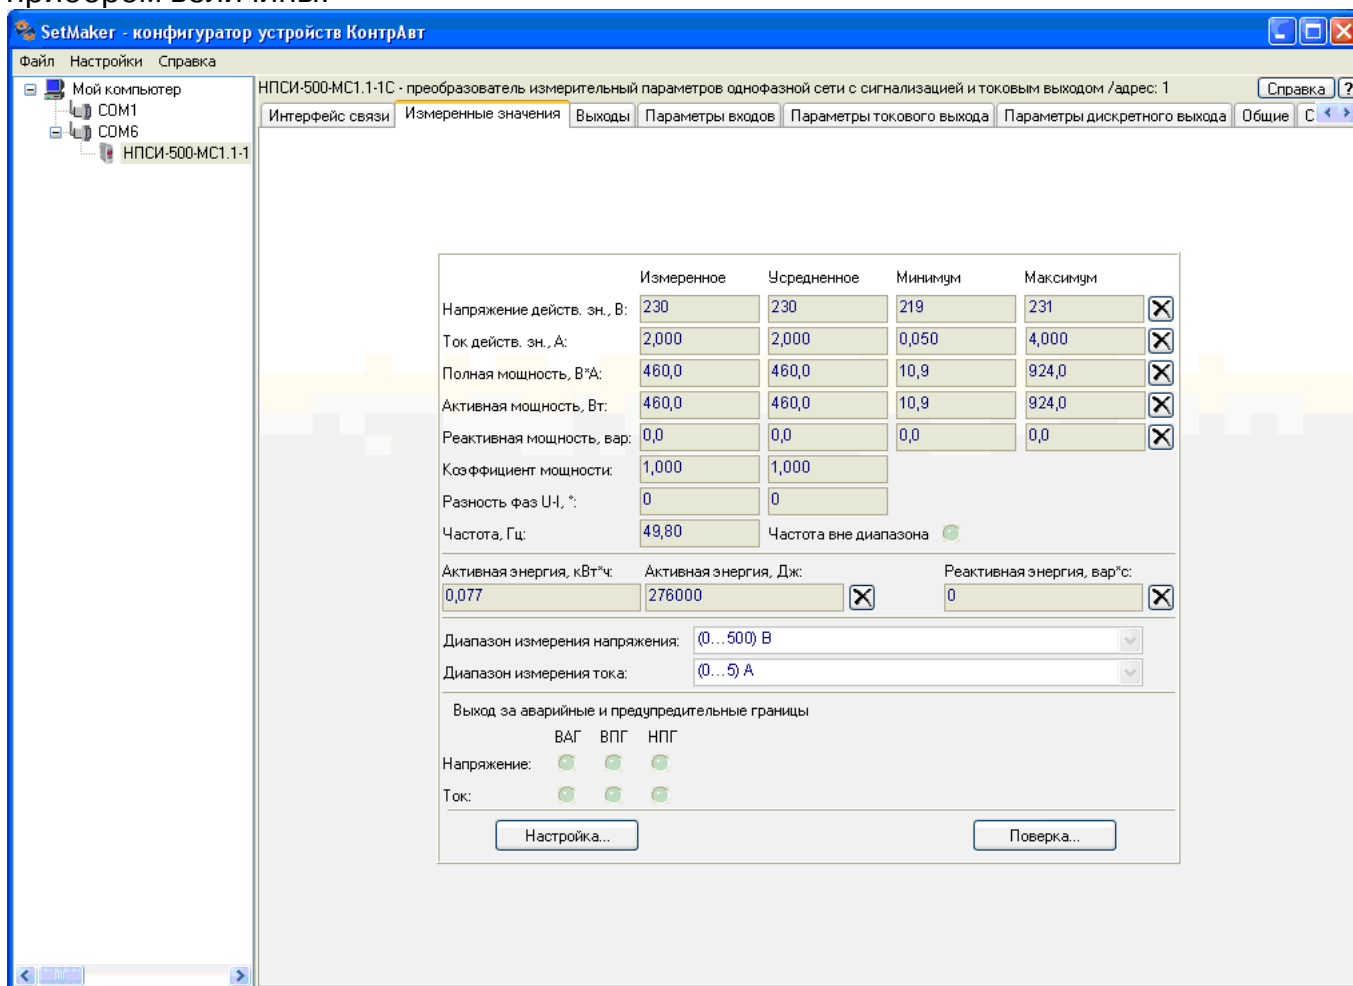 прибором величины.
SetMaker - конфигуратор устройств КонтрАвт
Файл Настройки Справка
Мой компьютер
COM1
COM6
НПСИ-500-МС1.1-1
НПСИ-500-МС1.1-1С - преобразователь измерительный параметров однофазной сети с сигнализацией и токовым выходом /адрес: 1
Справка ?
Интерфейс связи Измеренные значения Выходы Параметры входов Параметры токового выхода Параметры дискретного выхода Общие С
Измеренное Усредненное Минимум Максимум
Напряжение действ. зн., В: 230 230 219 231
Ток действ. зн., А: 2,000 2,000 0,050 4,000
Полная мощность, В*А: 460,0 460,0 10,9 924,0
Активная мощность, Вт: 460,0 460,0 10,9 924,0
Реактивная мощность, вар: 0,0 0,0 0,0 0,0
Коэффициент мощности: 1,000 1,000
Разность фаз U-I, °: 0 0
Частота, Гц: 49,80 Частота вне диапазона
Активная энергия, кВт*ч: Активная энергия, Дж: Реактивная энергия, вар*с:
0,077 276000 0
Диапазон измерения напряжения: (0...500) В
Диапазон измерения тока: (0...5) А
Выход за аварийные и предупредительные границы
ВАГ ВПГ НПГ
Напряжение:
Ток:
Настройка... Поверка...